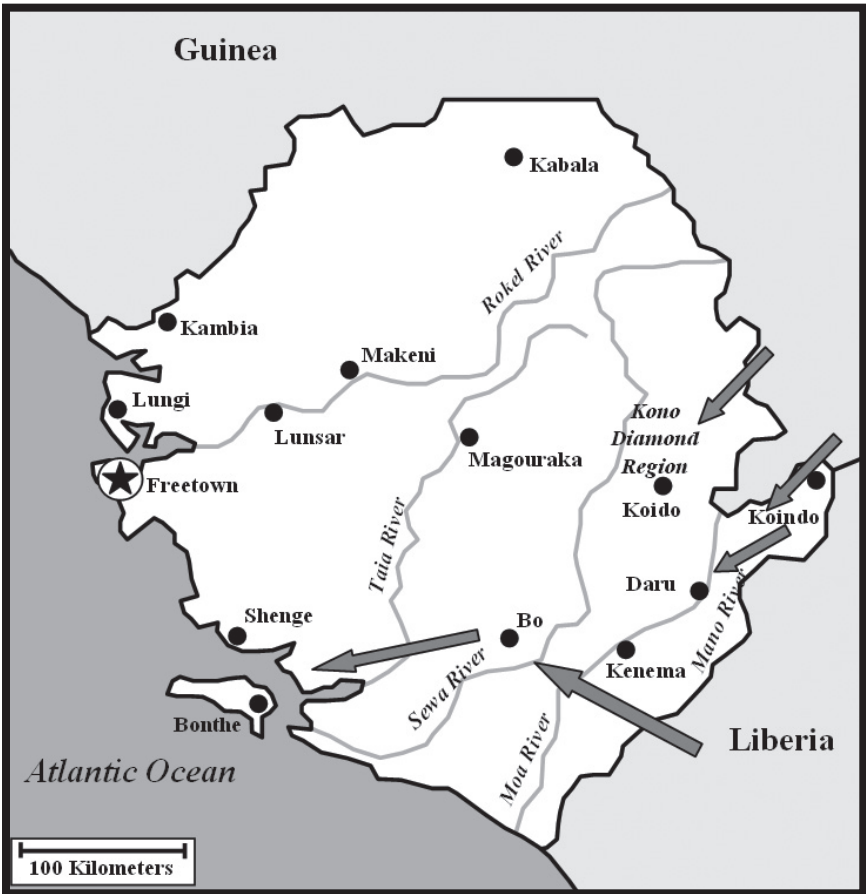 Guinea
Kabala
Rokel River
Kambia
Makeni
Lungi
Lunsar
Kono
Diamond
Region
Magouraka
Freetown
Koido
Koindo
Taia River
Daru
Mano River
Shenge
Bo
Kenema
Sewa River
Bonthe
Moa River
Liberia
Atlantic Ocean
100 Kilometers